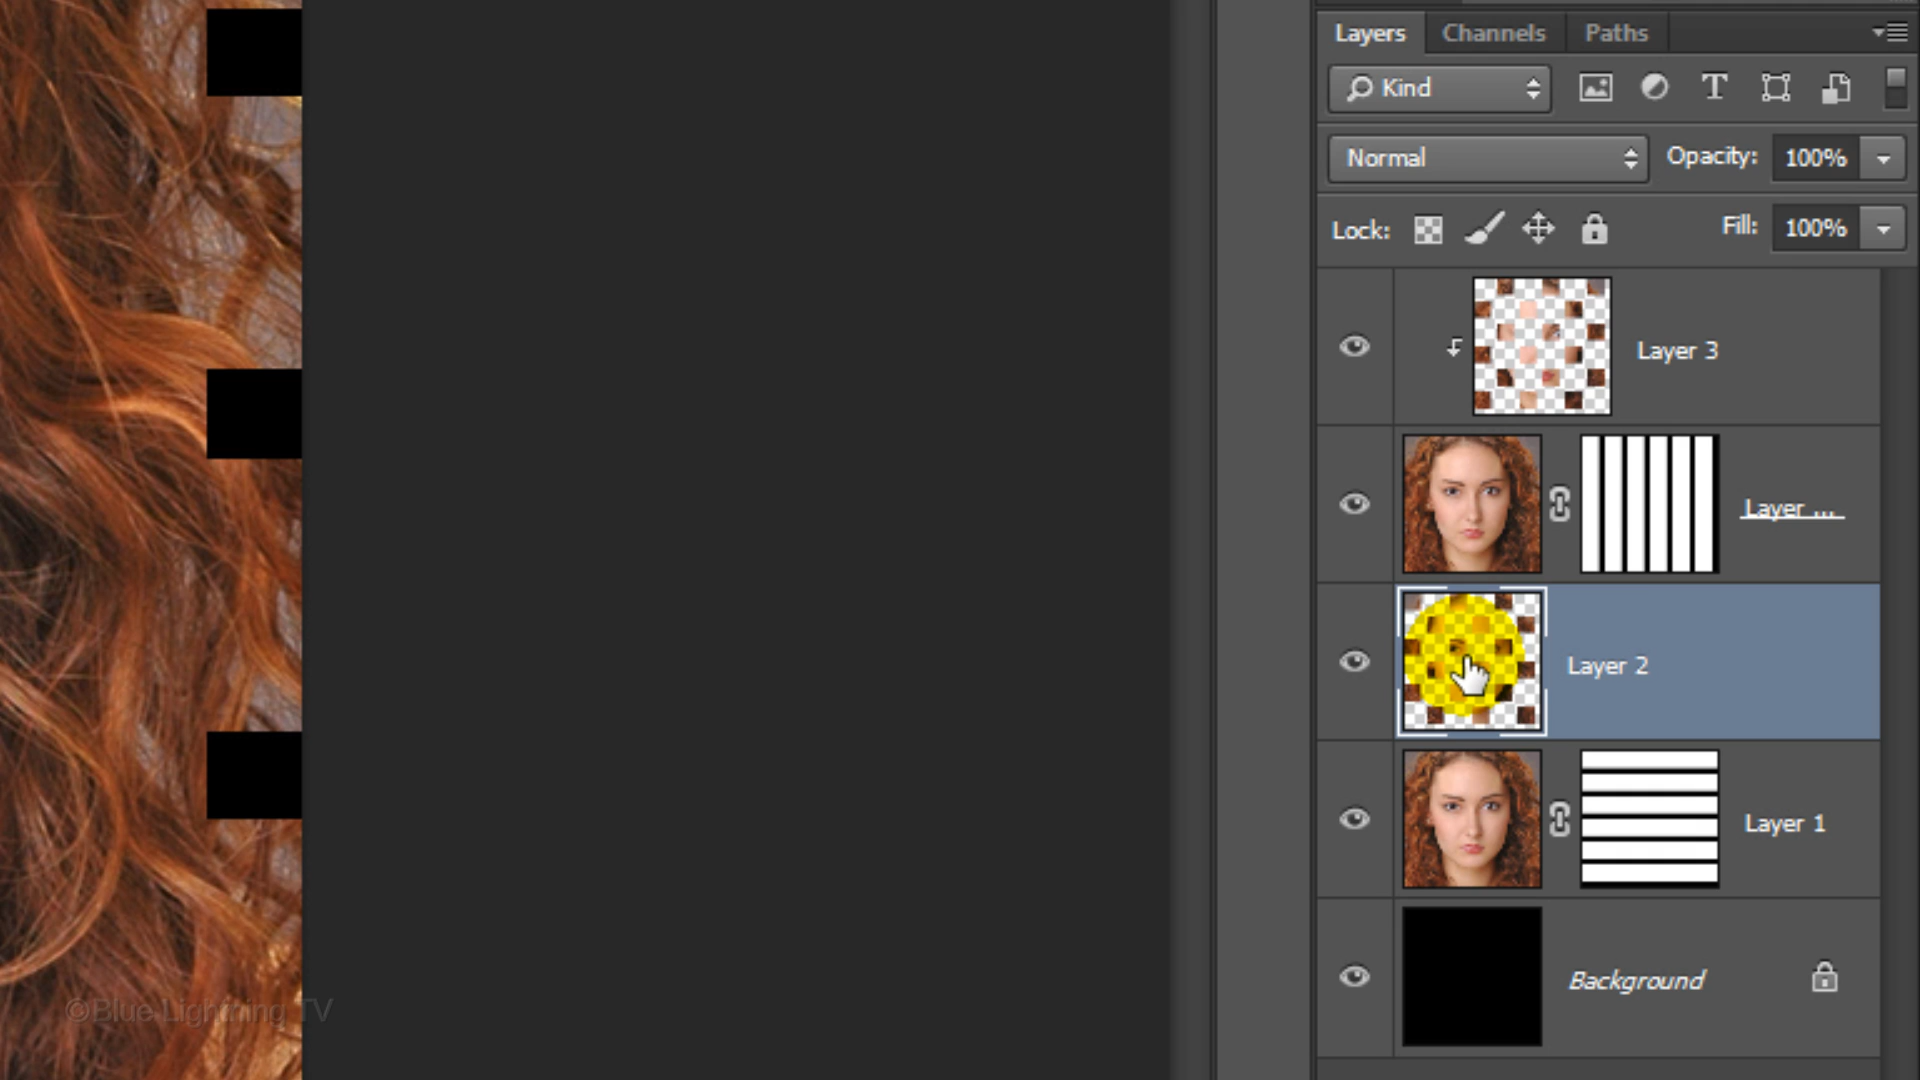 Layers Channels Paths
Kind
Normal Opacity: 100%
Lock: Fill: 100%
Layer 3
Layer ...
Layer 2
Layer 1
Background
©Blue Lightning TV